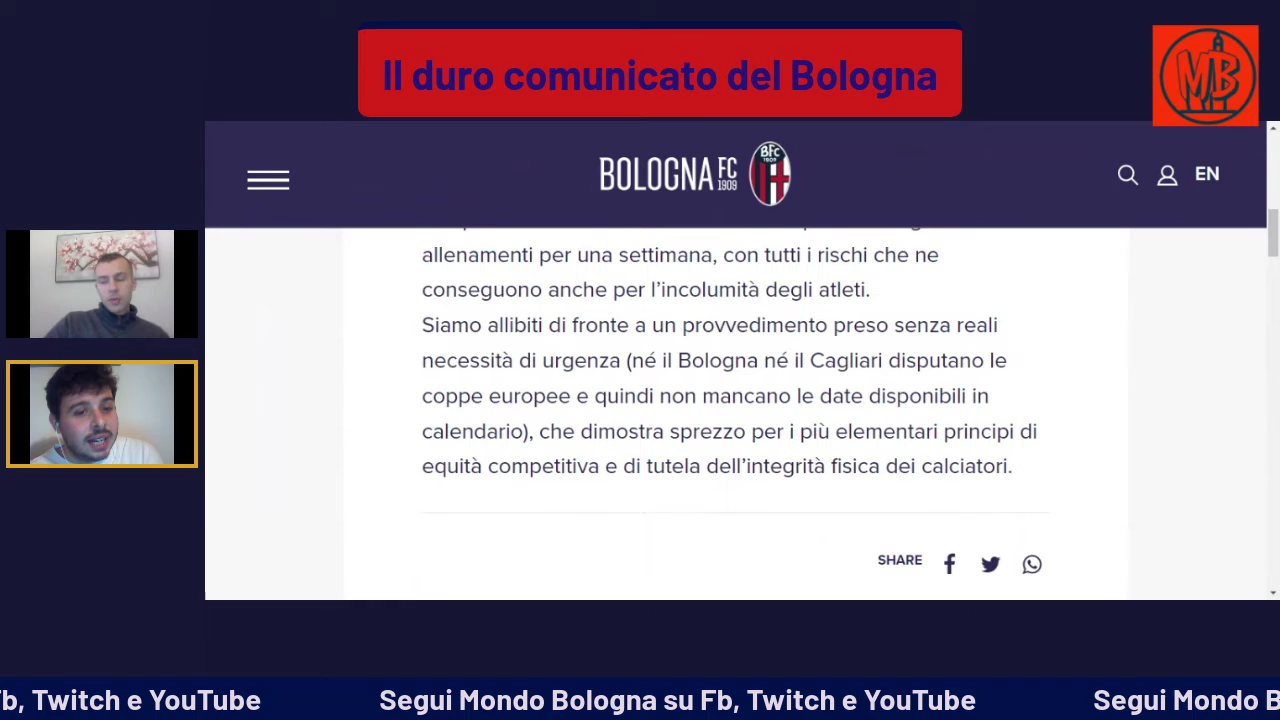 Il duro comunicato del Bologna
MB
BOLOGNA FC 1909
BFC
1909
EN
allenamenti per una settimana, con tutti i rischi che ne
conseguono anche per l’incolumità degli atleti.
Siamo allibiti di fronte a un provvedimento preso senza reali
necessità di urgenza (né il Bologna né il Cagliari disputano le
coppe europee e quindi non mancano le date disponibili in
calendario), che dimostra sprezzo per i più elementari principi di
equità competitiva e di tutela dell’integrità fisica dei calciatori.
SHARE
b, Twitch e YouTube Segui Mondo Bologna su Fb, Twitch e YouTube Segui Mondo B